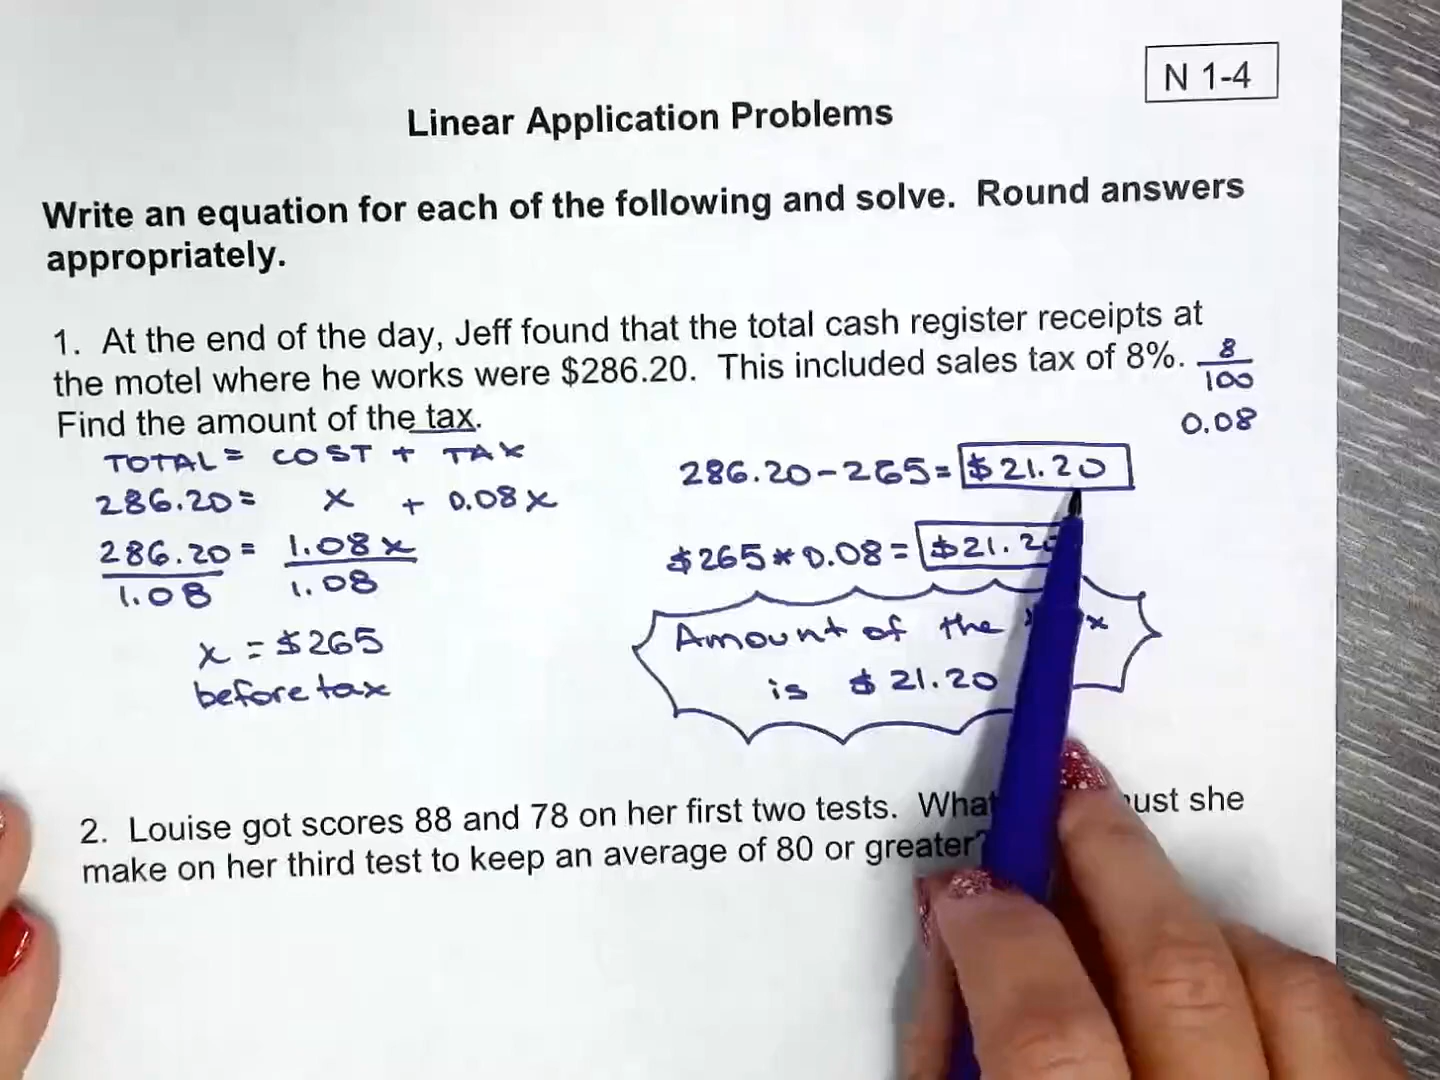 N 1-4
Linear Application Problems
Write an equation for each of the following and solve. Round answers
appropriately.
1. At the end of the day, Jeff found that the total cash register receipts at
the motel where he works were $286.20. This included sales tax of 8%.
Find the amount of the tax.
8
100
0.08
TOTAL = COST + TAX
286.20 = x + 0.08x
286.20 = 1.08x
1.08 1.08
x = $265
before tax
286.20 - 265 = $21.20
$265 * 0.08 = $21.2
Amount of the
is $21.20
2. Louise got scores 88 and 78 on her first two tests. What she
make on her third test to keep an average of 80 or greater?